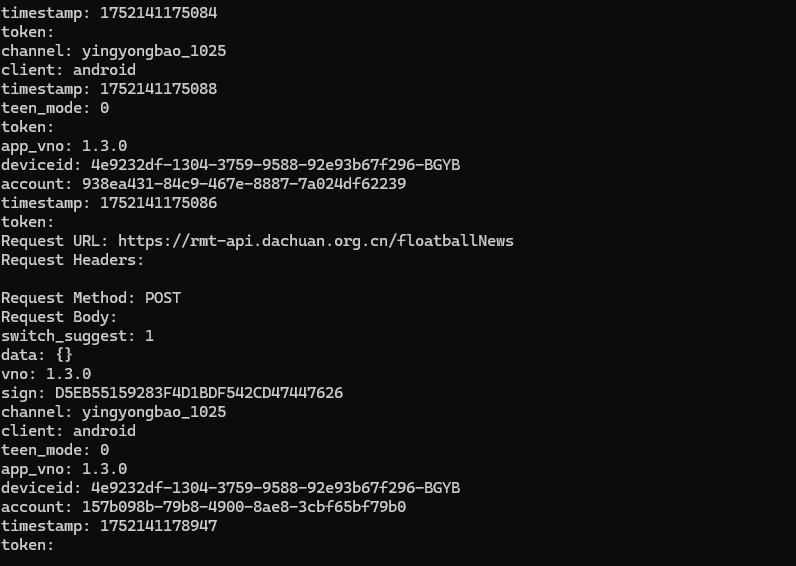 timestamp: 1752141175084
token:
channel: yingyongbao_1025
client: android
timestamp: 1752141175088
teen_mode: 0
token:
app_vno: 1.3.0
deviceid: 4e9232df-1304-3759-9588-92e93b67f296-BGYB
account: 938ea431-84c9-467e-8887-7a024df62239
timestamp: 1752141175086
token:
Request URL: https://rmt-api.dachuan.org.cn/floatballNews
Request Headers:
Request Method: POST
Request Body:
switch_suggest: 1
data: {}
vno: 1.3.0
sign: D5EB55159283F4D1BDF542CD47447626
channel: yingyongbao_1025
client: android
teen_mode: 0
app_vno: 1.3.0
deviceid: 4e9232df-1304-3759-9588-92e93b67f296-BGYB
account: 157b098b-79b8-4900-8ae8-3cbf65bf79b0
timestamp: 1752141178947
token: